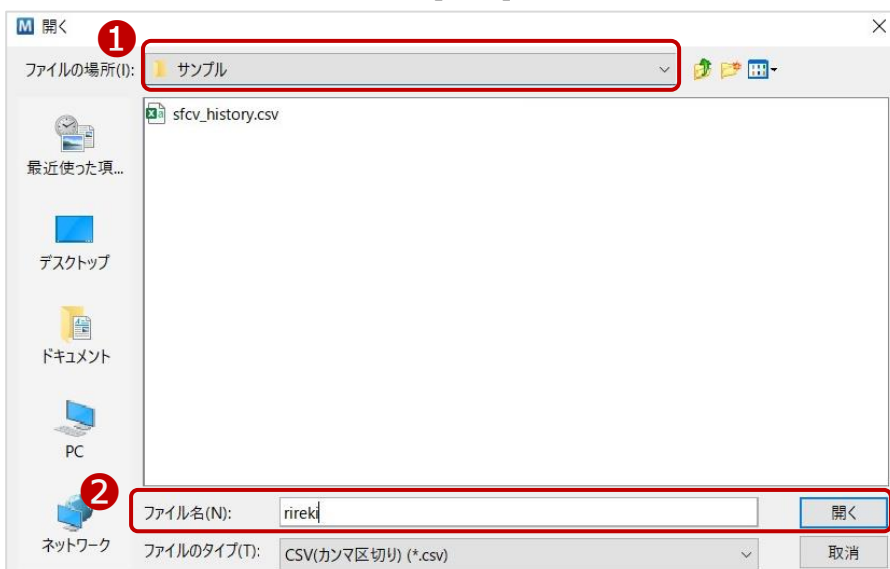 M 開く
1
ファイルの場所(I): サンプル
sfcv_history.csv
最近使った項...
デスクトップ
ドキュメント
PC
2
ファイル名(N): rireki 開く
ネットワーク
ファイルのタイプ(T): CSV(カンマ区切り) (*.csv) 取消